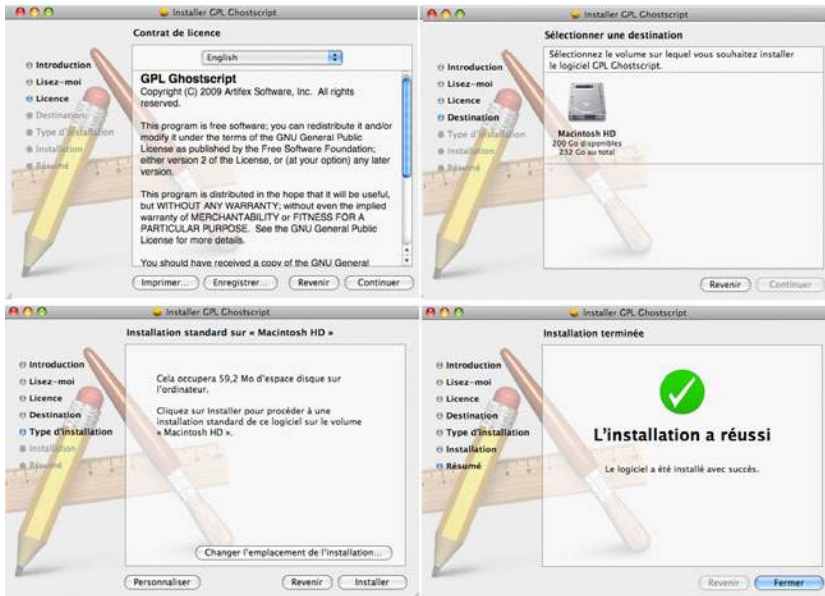 Installer GPL Ghostscript
Contrat de licence
English
Introduction
Lisez-moi
Licence
Destination
Type d'installation
Installation
Résumé
GPL Ghostscript
Copyright (C) 2009 Artifex Software, Inc. All rights
reserved.
This program is free software; you can redistribute it and/or
modify it under the terms of the GNU General Public
License as published by the Free Software Foundation;
either version 2 of the License, or (at your option) any later
version.
This program is distributed in the hope that it will be useful,
but WITHOUT ANY WARRANTY; without even the implied
warranty of MERCHANTABILITY or FITNESS FOR A
PARTICULAR PURPOSE. See the GNU General Public
License for more details.
You should have received a copy of the GNU General
Imprimer...
Enregistrer...
Revenir
Continuer
Installer GPL Ghostscript
Sélectionner une destination
Introduction
Lisez-moi
Licence
Destination
Type d'installation
Installation
Résumé
Sélectionnez le volume sur lequel vous souhaitez installer
le logiciel GPL Ghostscript.
Macintosh HD
200 Go disponibles
232 Go au total
Revenir
Continuer
Installer GPL Ghostscript
Installation standard sur « Macintosh HD »
Introduction
Lisez-moi
Licence
Destination
Type d'installation
Installation
Résumé
Cela occupera 59,2 Mo d'espace disque sur
l'ordinateur.
Cliquez sur Installer pour procéder à une
installation standard de ce logiciel sur le volume
« Macintosh HD ».
Changer l'emplacement de l'installation...
Personnaliser
Revenir
Installer
Installer GPL Ghostscript
Installation terminée
Introduction
Lisez-moi
Licence
Destination
Type d'installation
Installation
Résumé
L'installation a réussi
Le logiciel a été installé avec succès.
Revenir
Fermer